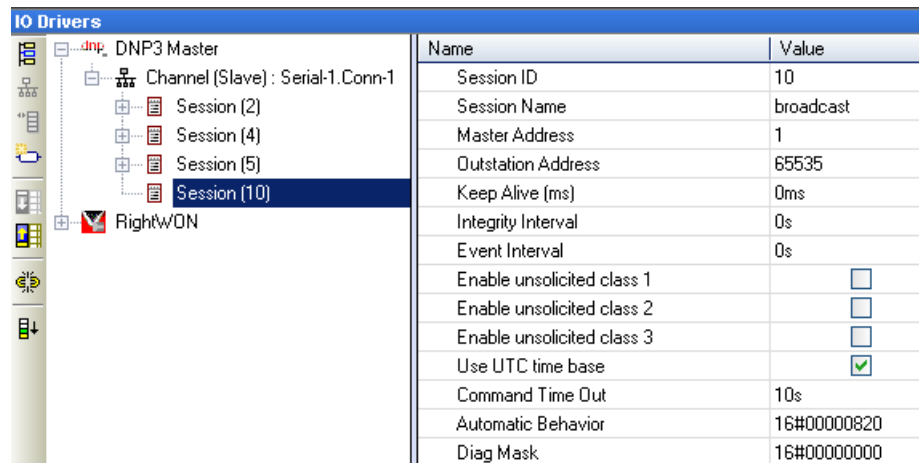 IO Drivers
dnp DNP3 Master
Channel (Slave) : Serial-1.Conn-1
Session (2)
Session (4)
Session (5)
Session (10)
RightWON
Name Value
Session ID 10
Session Name broadcast
Master Address 1
Outstation Address 65535
Keep Alive (ms) 0ms
Integrity Interval 0s
Event Interval 0s
Enable unsolicited class 1
Enable unsolicited class 2
Enable unsolicited class 3
Use UTC time base
Command Time Out 10s
Automatic Behavior 16#00000820
Diag Mask 16#00000000